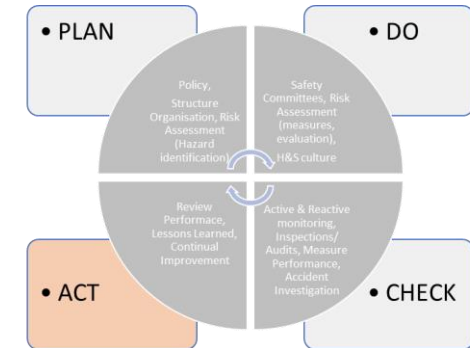 • PLAN
• DO
Policy,
Structure
Organisation, Risk
Assessment
(Hazard
identification)
Safety
Committees, Risk
Assessment
(measures,
evaluation),
H&S culture
Review
Performace,
Lessons Learned,
Continual
Improvement
Active & Reactive
monitoring,
Inspections/
Audits, Measure
Performance,
Accident
Investigation
• ACT
• CHECK